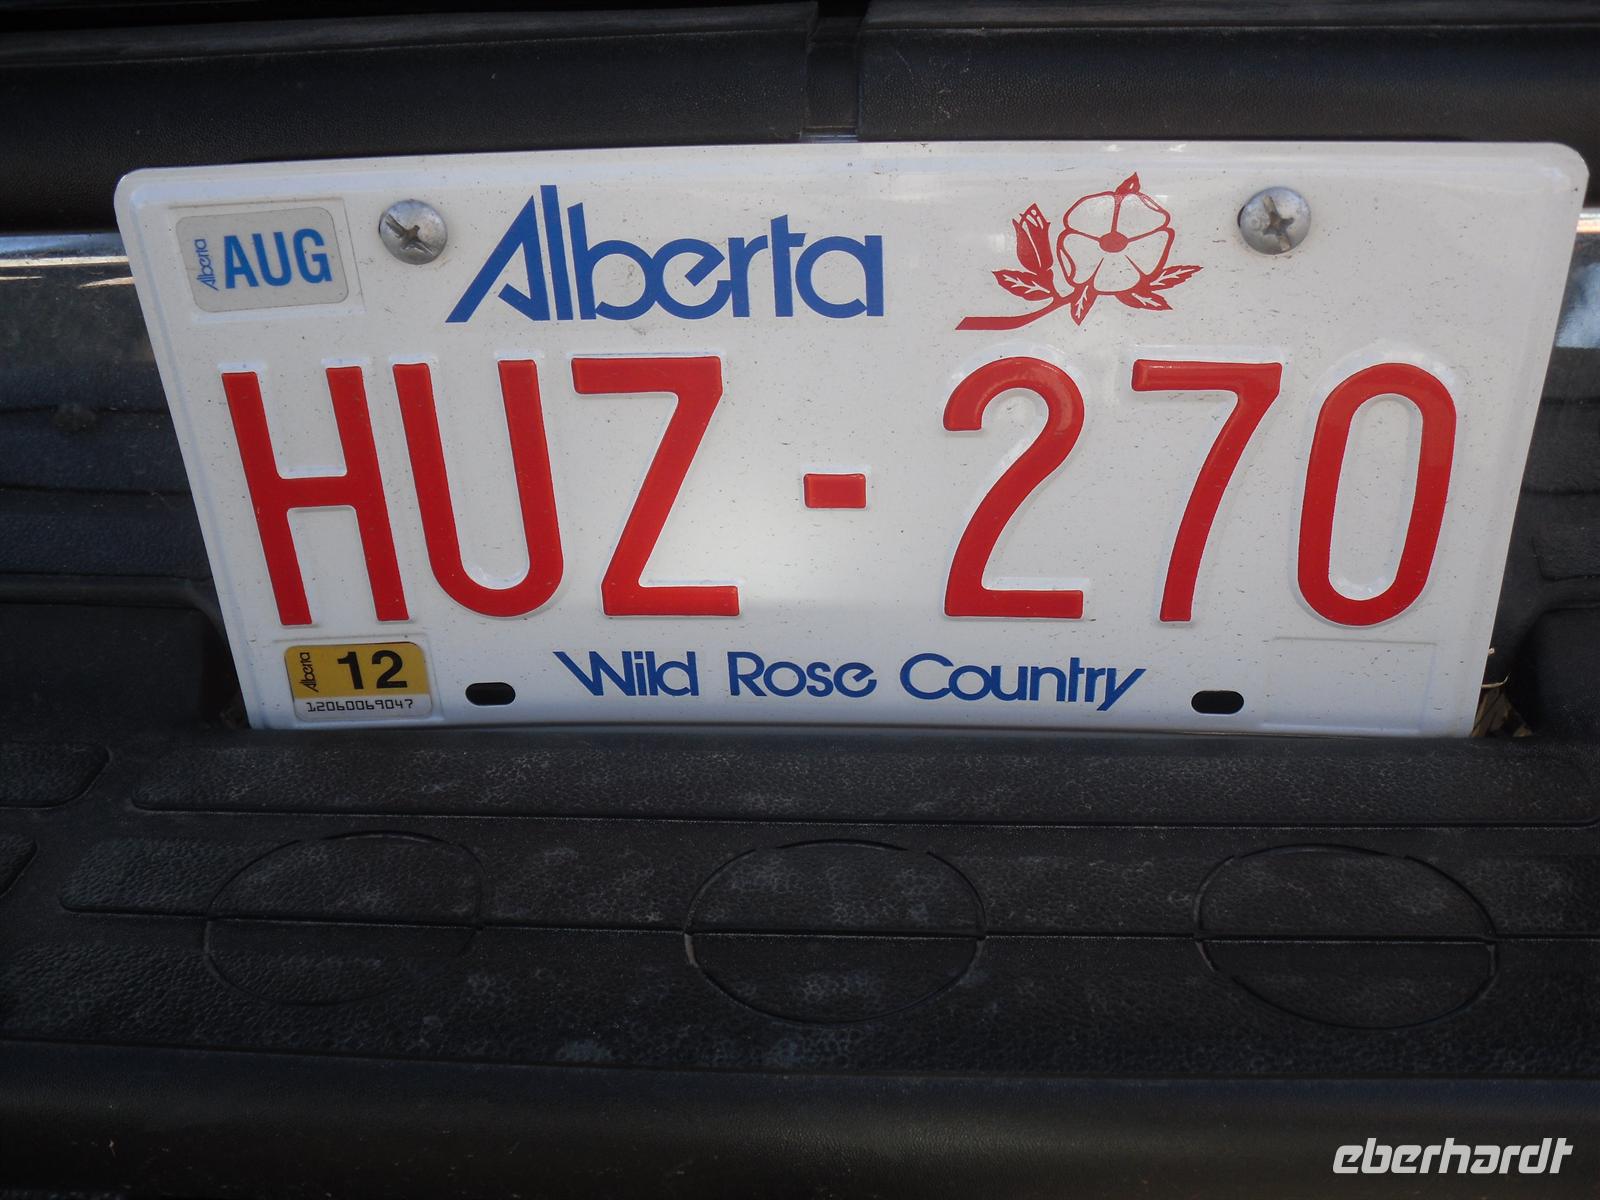 Alberta AUG
Alberta
HUZ-270
Alberta 12
12060069047
Wild Rose Country
eberhardt